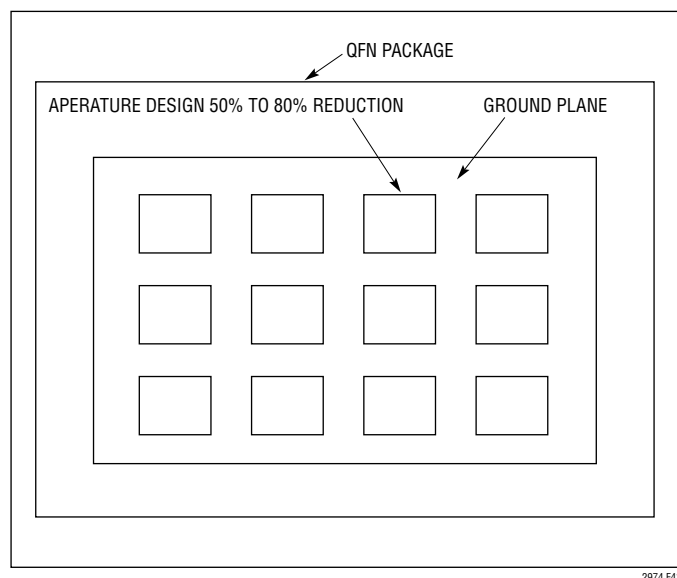 QFN PACKAGE
APERATURE DESIGN 50% TO 80% REDUCTION
GROUND PLANE